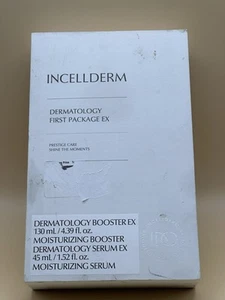 INCELLDERM
DERMATOLOGY
FIRST PACKAGE EX
PRESTIGE CARE
SHINE THE MOMENTS
DERMATOLOGY BOOSTER EX
130 mL / 4.39 fl. oz.
MOISTURIZING BOOSTER
DERMATOLOGY SERUM EX
45 mL / 1.52 fl. oz.
MOISTURIZING SERUM